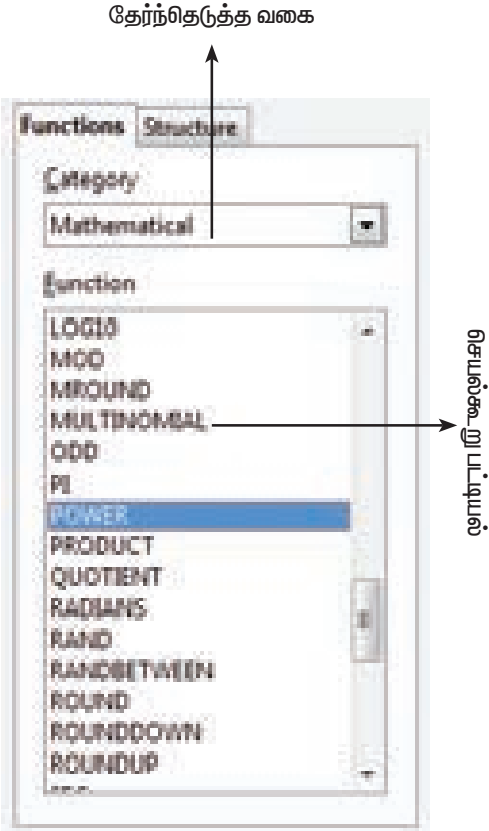 தேர்ந்தெடுத்த வகை
Functions Structure
Category
Mathematical
Function
LOG10
MOD
MROUND
MULTINOMIAL
ODD
PI
POWER
PRODUCT
QUOTIENT
RADIANS
RAND
RANDBETWEEN
ROUND
ROUNDDOWN
ROUNDUP
செயல்கூறு பட்டியல்